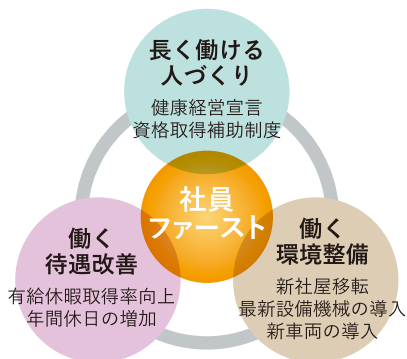 長く働ける
人づくり
健康経営宣言
資格取得補助制度
社員
ファースト
働く
待遇改善
有給休暇取得率向上
年間休日の増加
働く
環境整備
新社屋移転
最新設備機械の導入
新車両の導入